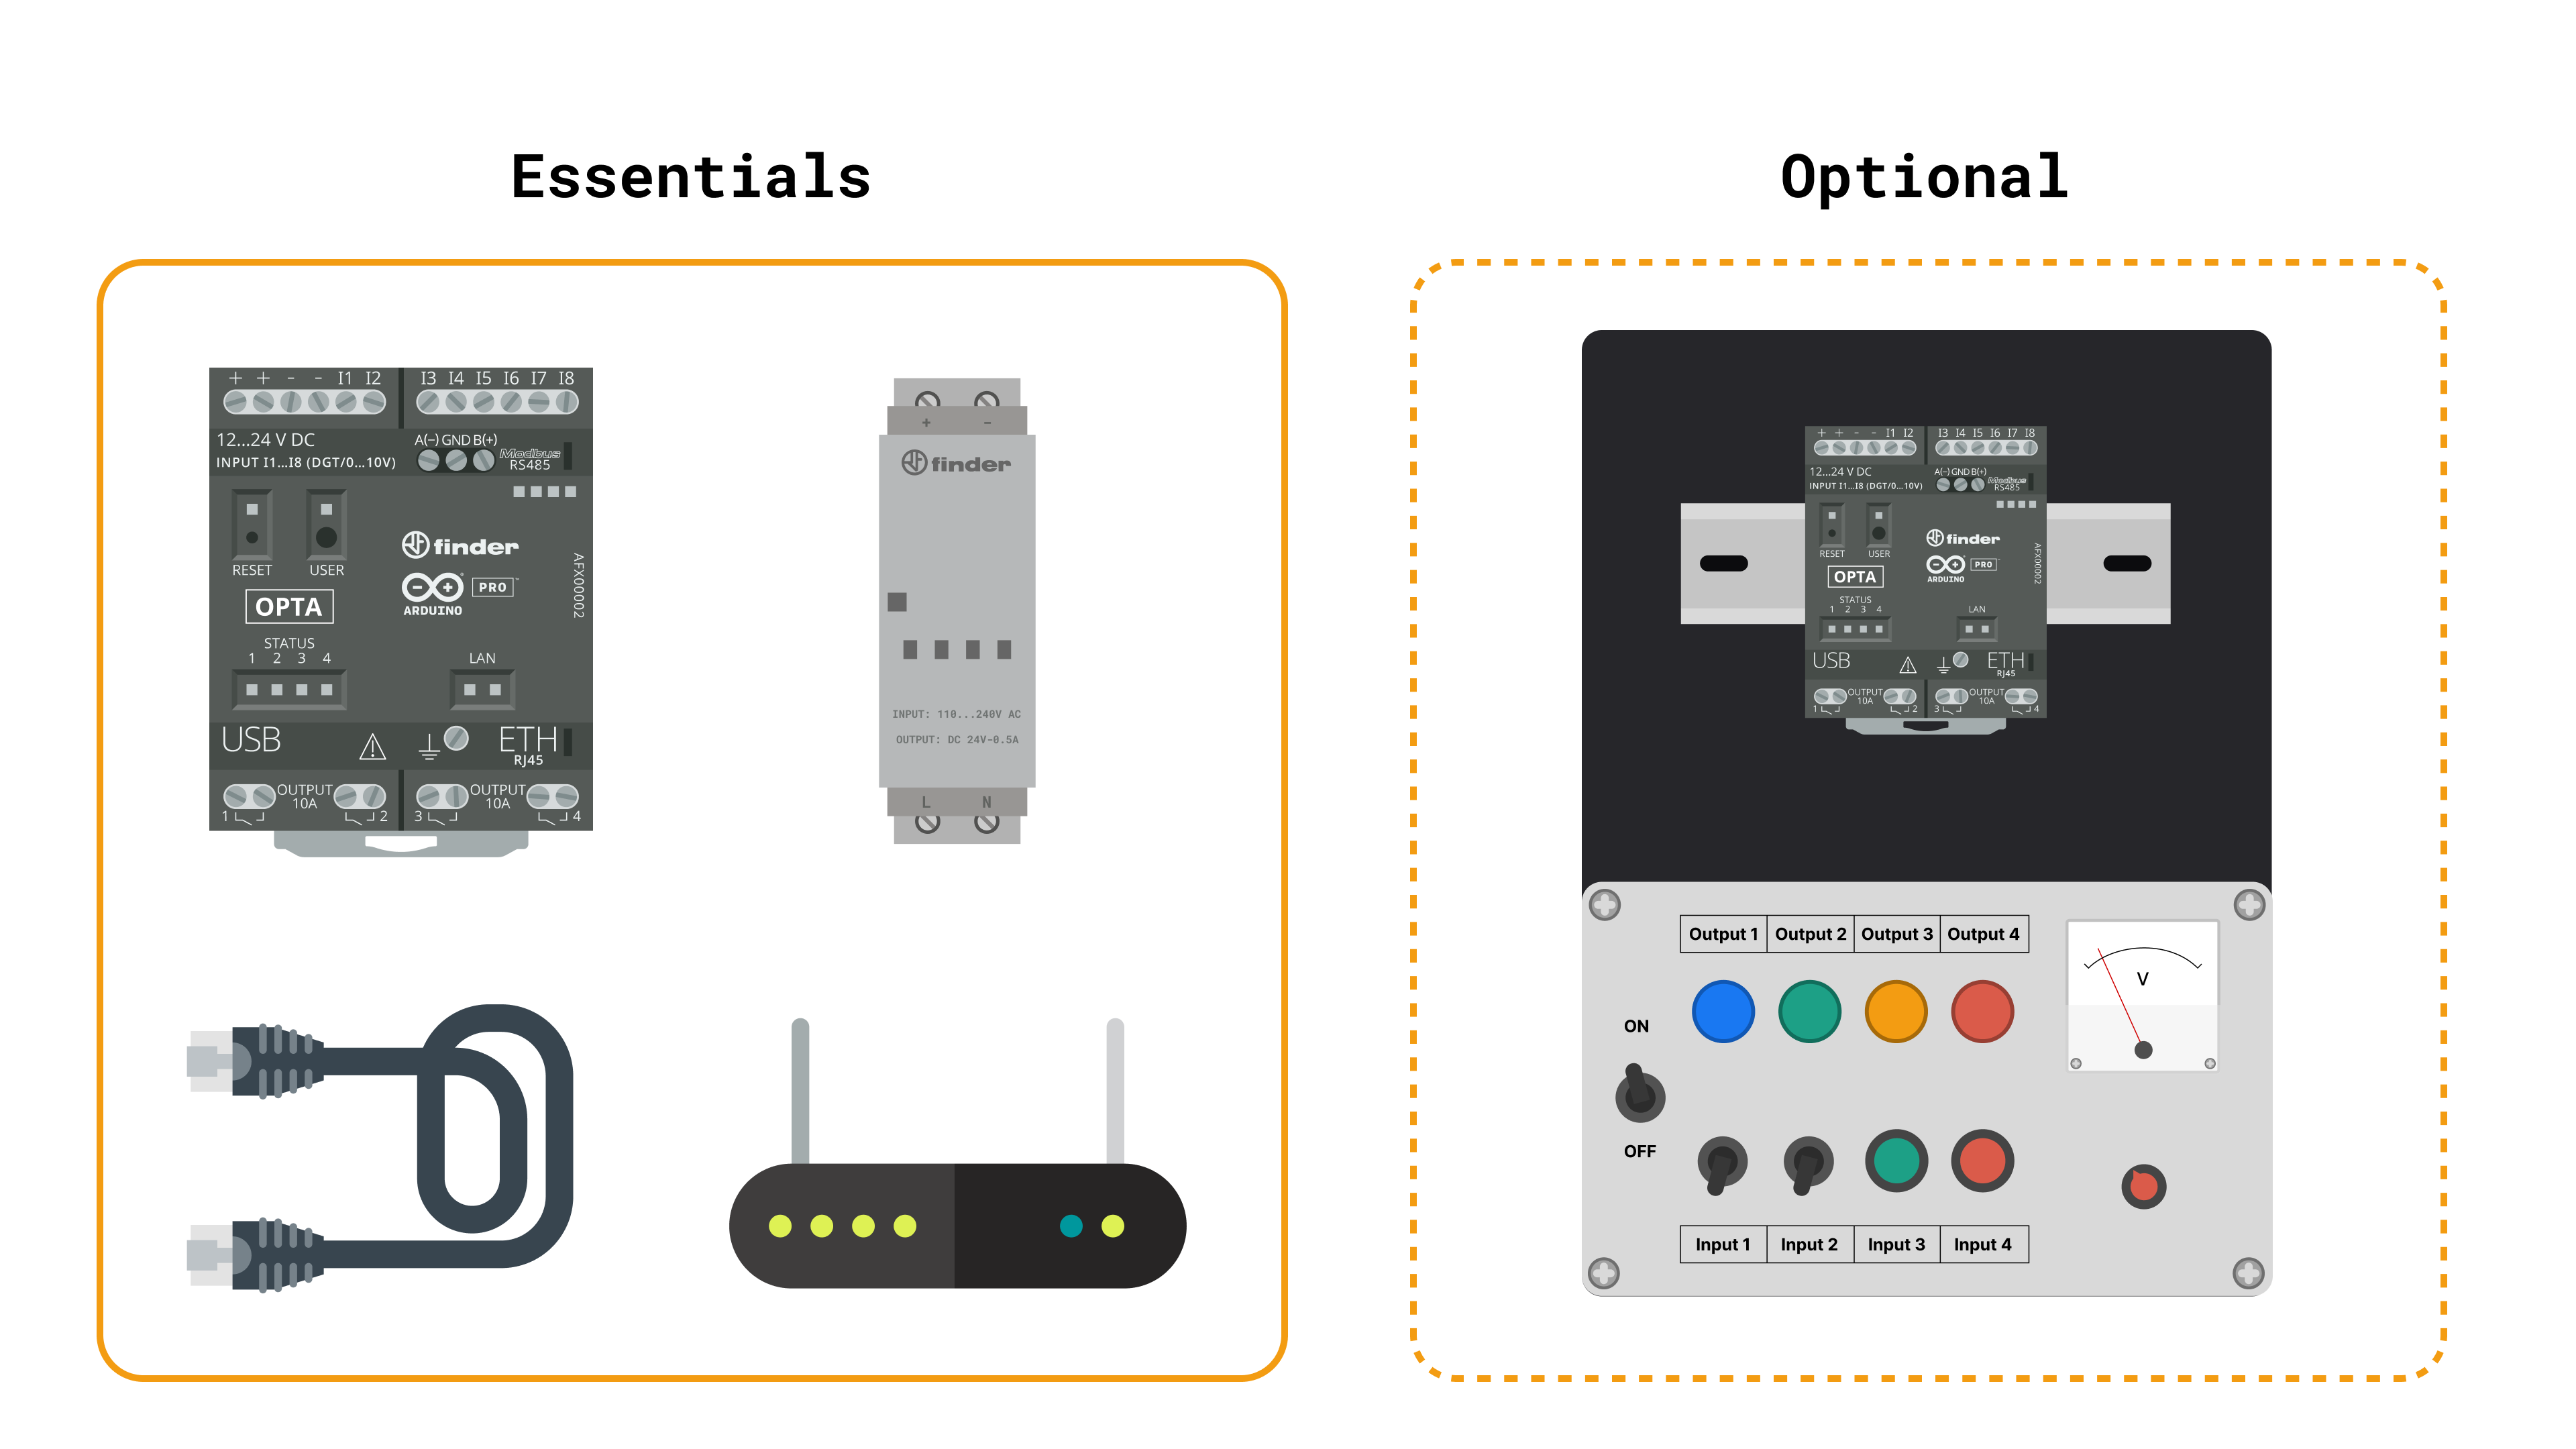 Essentials
Optional
+ + - - I1 I2 I3 I4 I5 I6 I7 I8
12...24 V DC
INPUT I1...I8 (DGT/0...10V)
A(-) GND B(+)
Modbus
RS485
RESET USER
finder
OPTA
ARDUINO
PRO
AFX00002
STATUS
1 2 3 4
LAN
USB
ETH
RJ45
OUTPUT
10A
OUTPUT
10A
1 2 3 4
+ -
finder
INPUT: 110...240V AC
OUTPUT: DC 24V-0.5A
L N
+ + - - I1 I2 I3 I4 I5 I6 I7 I8
12...24 V DC
INPUT I1...I8 (DGT/0...10V)
A(-) GND B(+)
Modbus
RS485
RESET USER
finder
OPTA
ARDUINO
PRO
AFX00002
STATUS
1 2 3 4
LAN
USB
ETH
RJ45
OUTPUT
10A
OUTPUT
10A
1 2 3 4
Output 1 Output 2 Output 3 Output 4
V
ON
OFF
Input 1 Input 2 Input 3 Input 4